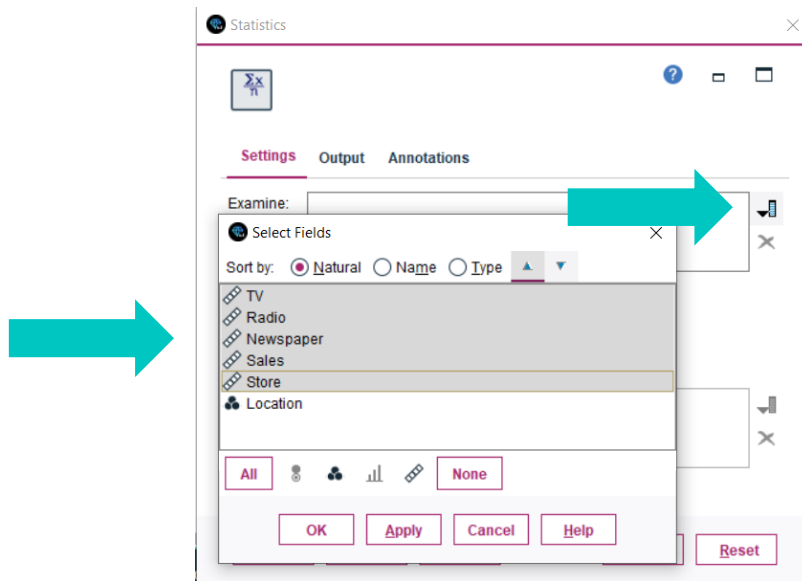 Statistics
Σx
n
Settings Output Annotations
Examine:
Select Fields
Sort by: Natural Name Type
TV
Radio
Newspaper
Sales
Store
Location
All None
OK Apply Cancel Help
Reset